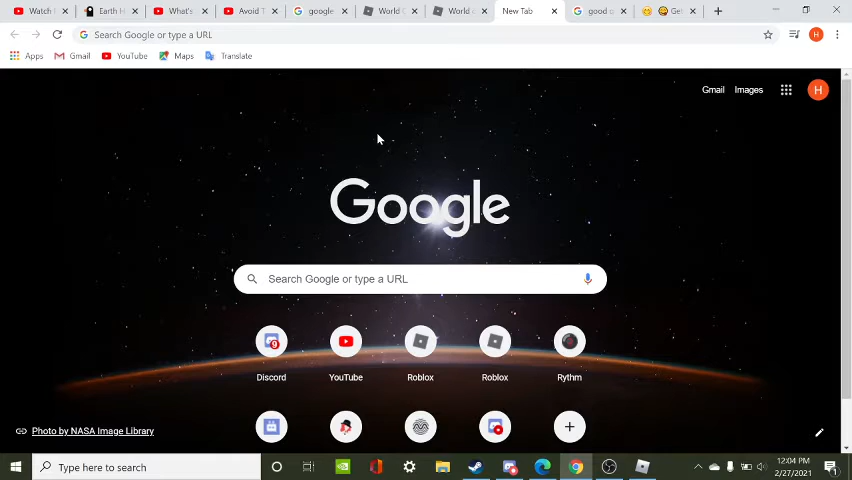 Watch
Earth H
What's
Avoid T
google
World C
World c
New Tab
good o
Get
Search Google or type a URL
Apps
Gmail
YouTube
Maps
Translate
Gmail
Images
H
H
Google
Search Google or type a URL
9
Discord
YouTube
Roblox
Roblox
Rythm
Photo by NASA Image Library
Type here to search
12:04 PM
2/27/2021
1